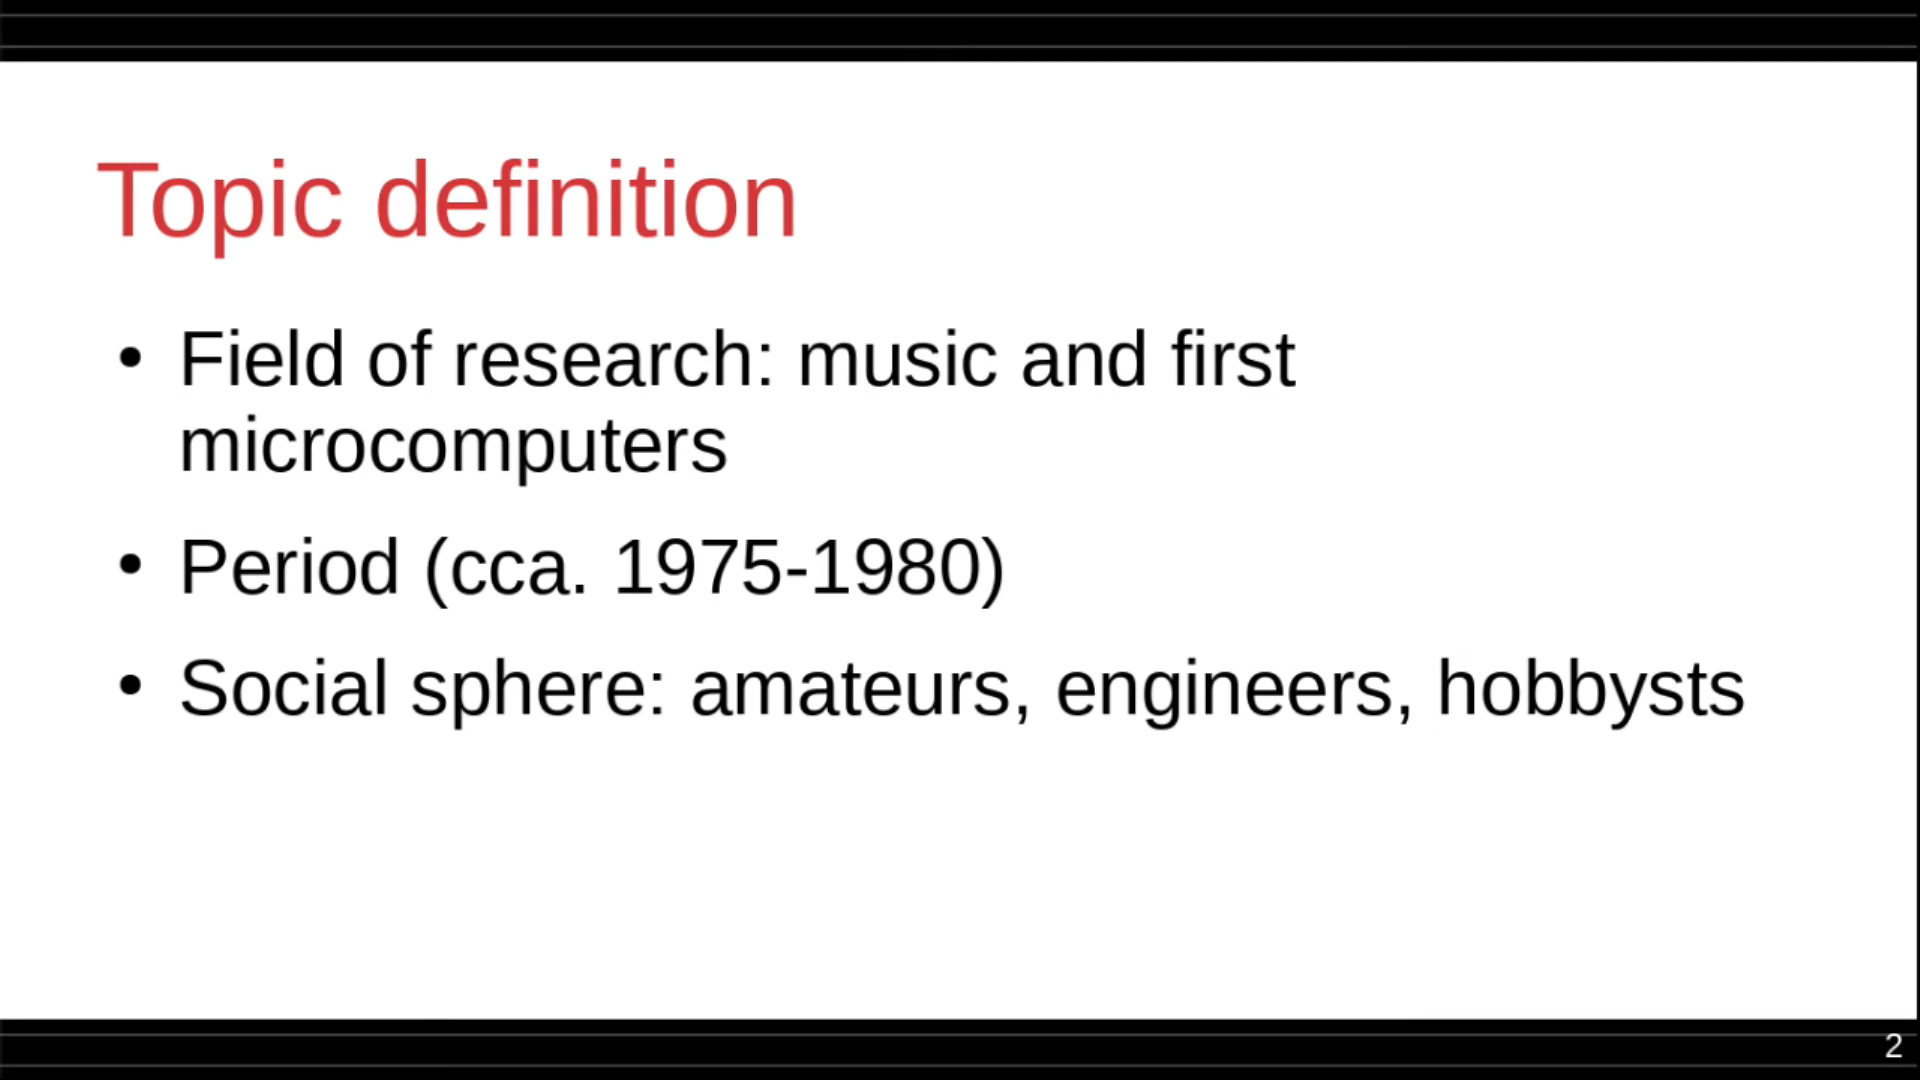 Topic definition
• Field of research: music and first
microcomputers
• Period (cca. 1975-1980)
• Social sphere: amateurs, engineers, hobbysts
2